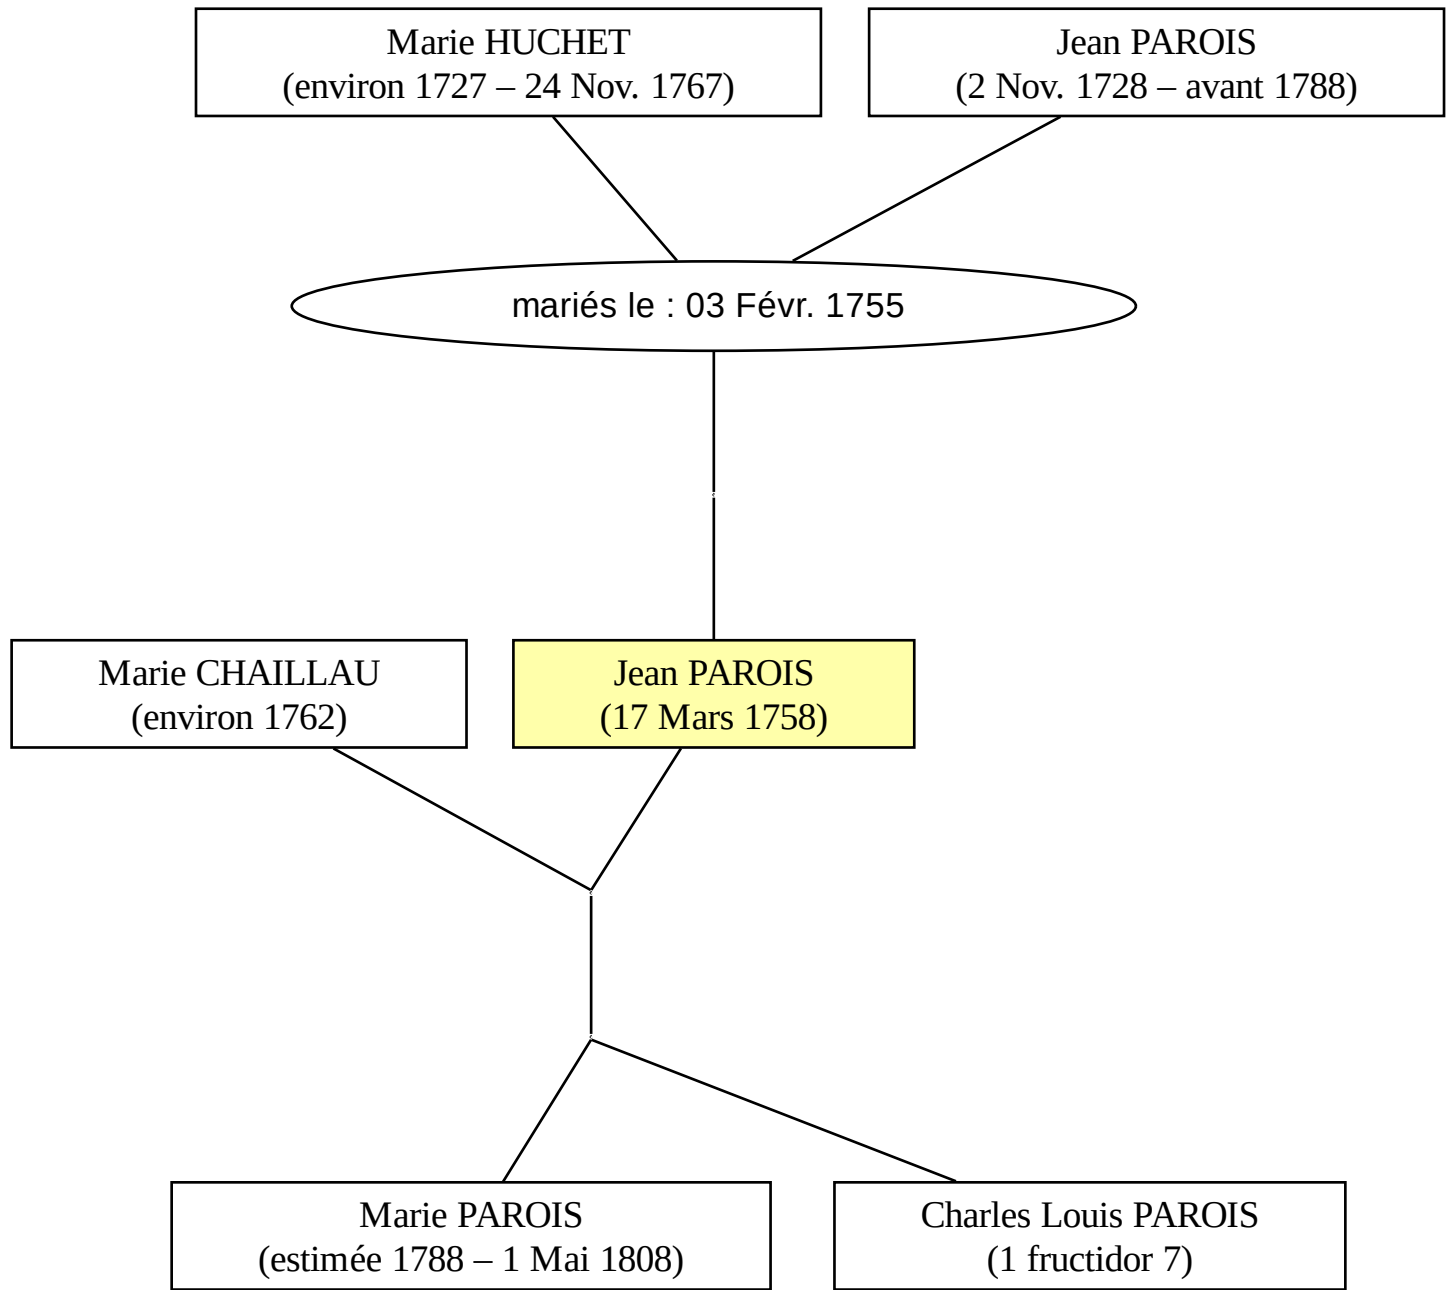 Marie HUCHET
(environ 1727 – 24 Nov. 1767)
Jean PAROIS
(2 Nov. 1728 – avant 1788)
mariés le : 03 Févr. 1755
Marie CHAILLAU
(environ 1762)
Jean PAROIS
(17 Mars 1758)
Marie PAROIS
(estimée 1788 – 1 Mai 1808)
Charles Louis PAROIS
(1 fructidor 7)